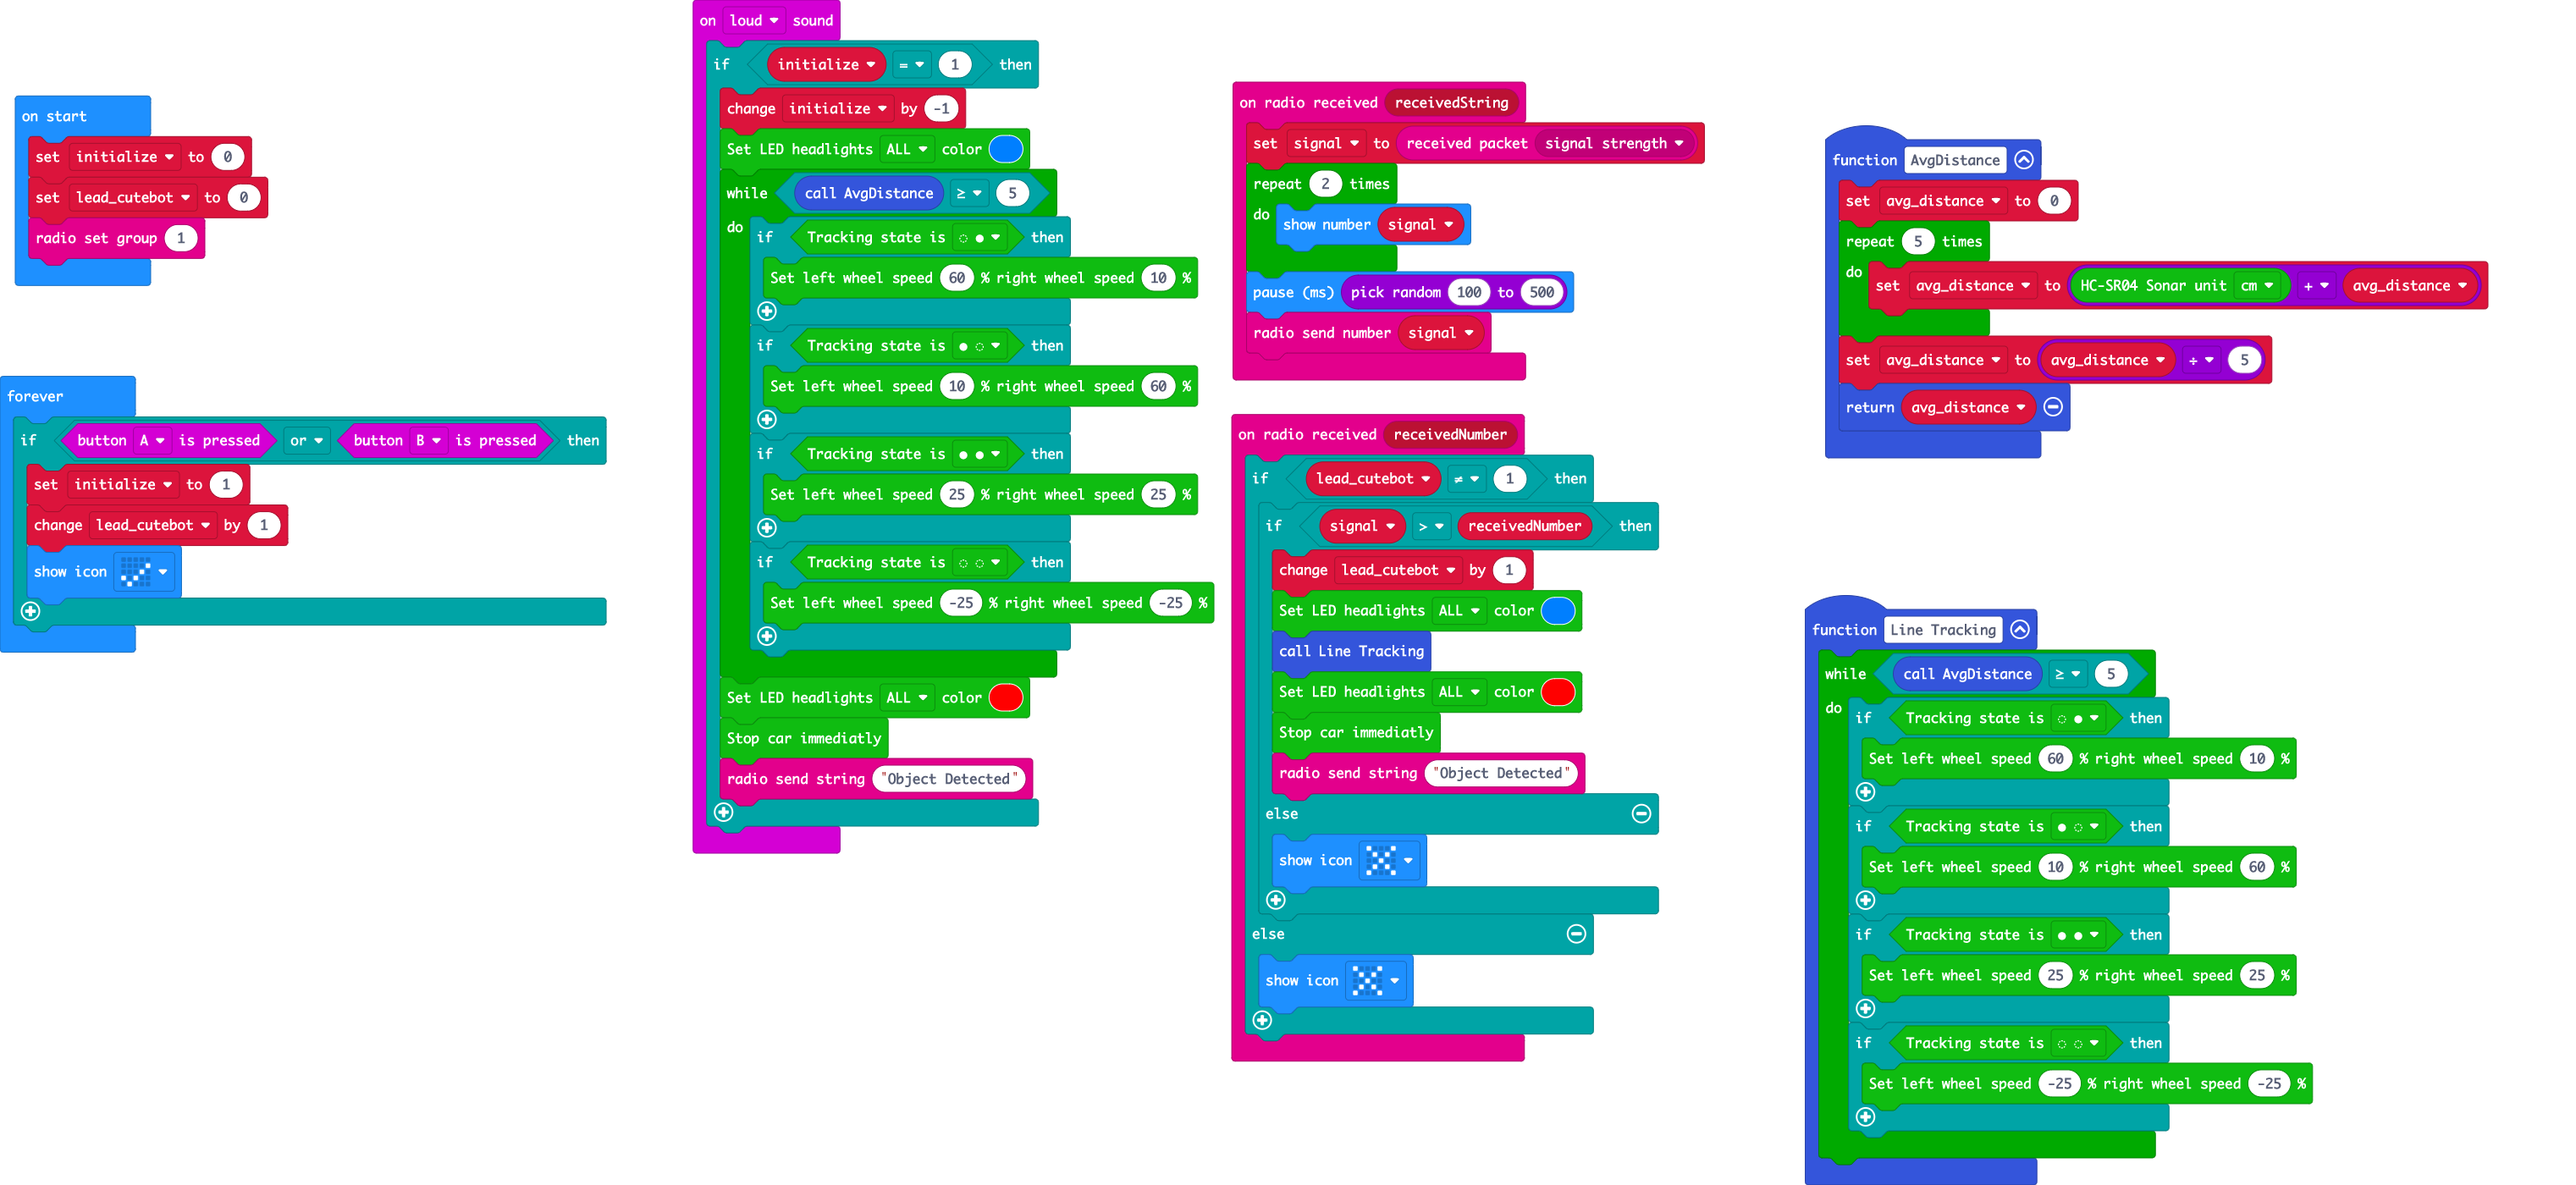 on start
set initialize to 0
set lead_cutebot to 0
radio set group 1
forever
if button A is pressed or button B is pressed then
set initialize to 1
change lead_cutebot by 1
show icon
on loud sound
if initialize = 1 then
change initialize by -1
Set LED headlights ALL color
while call AvgDistance ≥ 5
do if Tracking state is ◌ ● then
Set left wheel speed 60 % right wheel speed 10 %
if Tracking state is ● ◌ then
Set left wheel speed 10 % right wheel speed 60 %
if Tracking state is ● ● then
Set left wheel speed 25 % right wheel speed 25 %
if Tracking state is ◌ ◌ then
Set left wheel speed -25 % right wheel speed -25 %
Set LED headlights ALL color
Stop car immediatly
radio send string "Object Detected"
on radio received receivedString
set signal to received packet signal strength
repeat 2 times
do show number signal
pause (ms) pick random 100 to 500
radio send number signal
on radio received receivedNumber
if lead_cutebot ≠ 1 then
if signal > receivedNumber then
change lead_cutebot by 1
Set LED headlights ALL color
call Line Tracking
Set LED headlights ALL color
Stop car immediatly
radio send string "Object Detected"
else
show icon
else
show icon
function AvgDistance
set avg_distance to 0
repeat 5 times
do set avg_distance to HC-SR04 Sonar unit cm + avg_distance
set avg_distance to avg_distance ÷ 5
return avg_distance
function Line Tracking
while call AvgDistance ≥ 5
do if Tracking state is ◌ ● then
Set left wheel speed 60 % right wheel speed 10 %
if Tracking state is ● ◌ then
Set left wheel speed 10 % right wheel speed 60 %
if Tracking state is ● ● then
Set left wheel speed 25 % right wheel speed 25 %
if Tracking state is ◌ ◌ then
Set left wheel speed -25 % right wheel speed -25 %